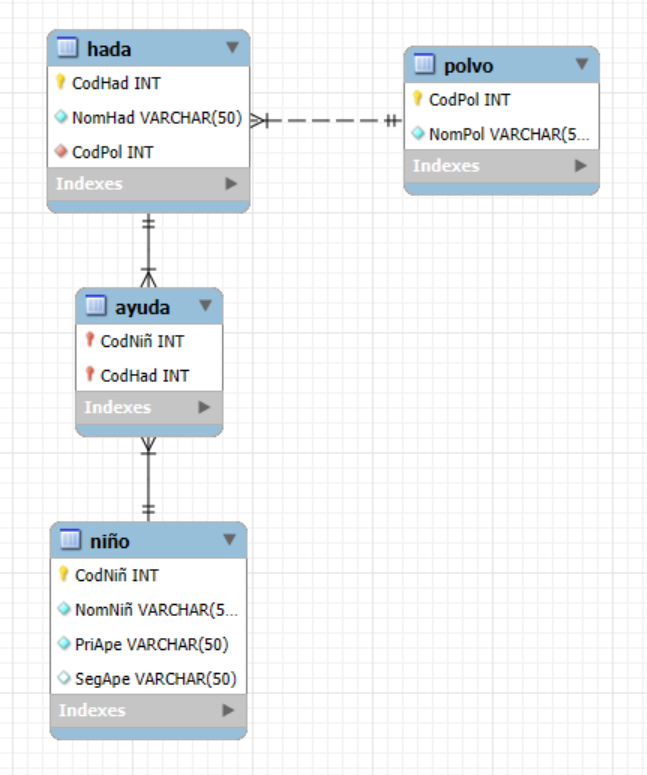 hada
CodHad INT
NomHad VARCHAR(50)
CodPol INT
Indexes
polvo
CodPol INT
NomPol VARCHAR(5...
Indexes
ayuda
CodNiñ INT
CodHad INT
Indexes
niño
CodNiñ INT
NomNiñ VARCHAR(5...
PriApe VARCHAR(50)
SegApe VARCHAR(50)
Indexes